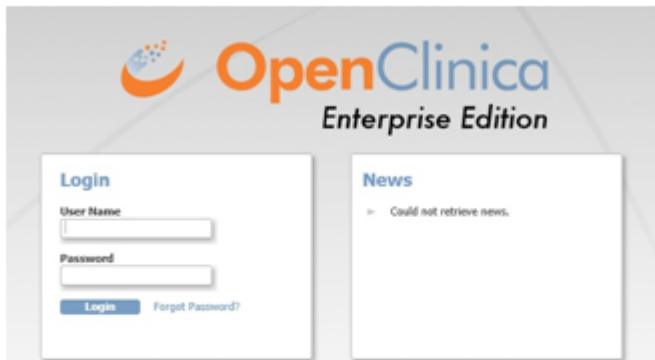 OpenClinica
Enterprise Edition
Login
User Name
Password
Login Forgot Password?
News
Could not retrieve news.